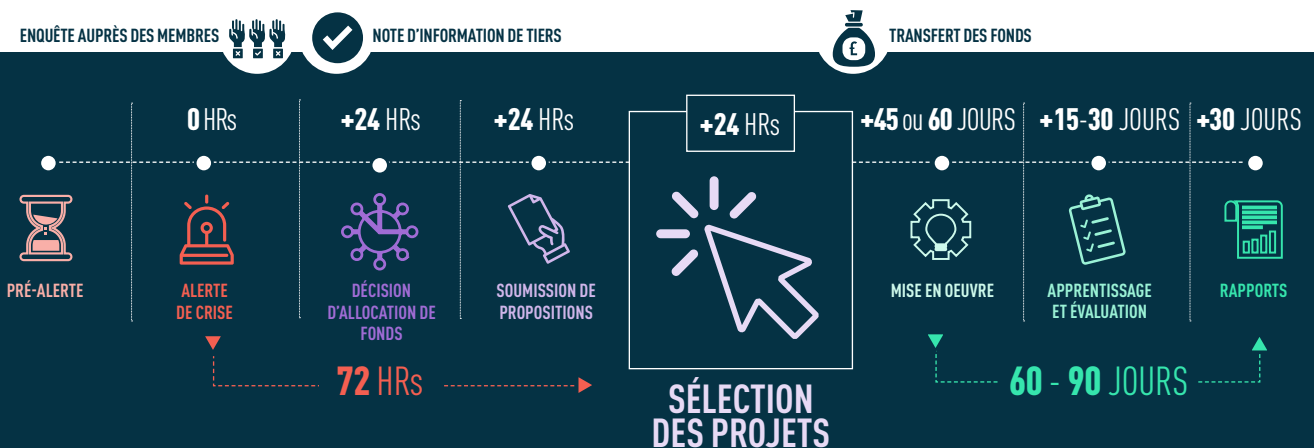 ENQUÊTE AUPRÈS DES MEMBRES
NOTE D'INFORMATION DE TIERS
£
TRANSFERT DES FONDS
0 HRs
+24 HRs
+24 HRs
+24 HRs
+45 ou 60 JOURS
+15-30 JOURS
+30 JOURS
PRÉ-ALERTE
ALERTE
DE CRISE
DÉCISION
D'ALLOCATION DE
FONDS
SOUMISSION DE
PROPOSITIONS
MISE EN OEUVRE
APPRENTISSAGE
ET ÉVALUATION
RAPPORTS
72 HRs
60 - 90 JOURS
SÉLECTION
DES PROJETS